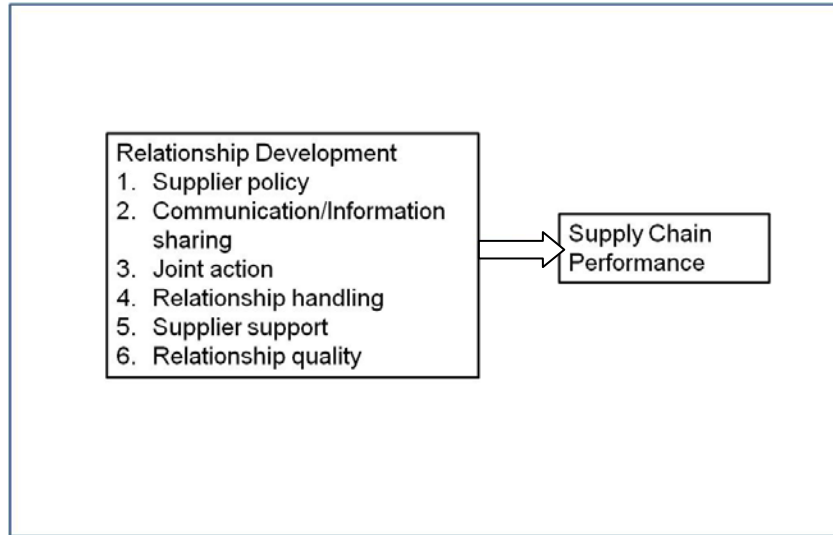 Relationship Development
1. Supplier policy
2. Communication/Information
sharing
3. Joint action
4. Relationship handling
5. Supplier support
6. Relationship quality
Supply Chain
Performance